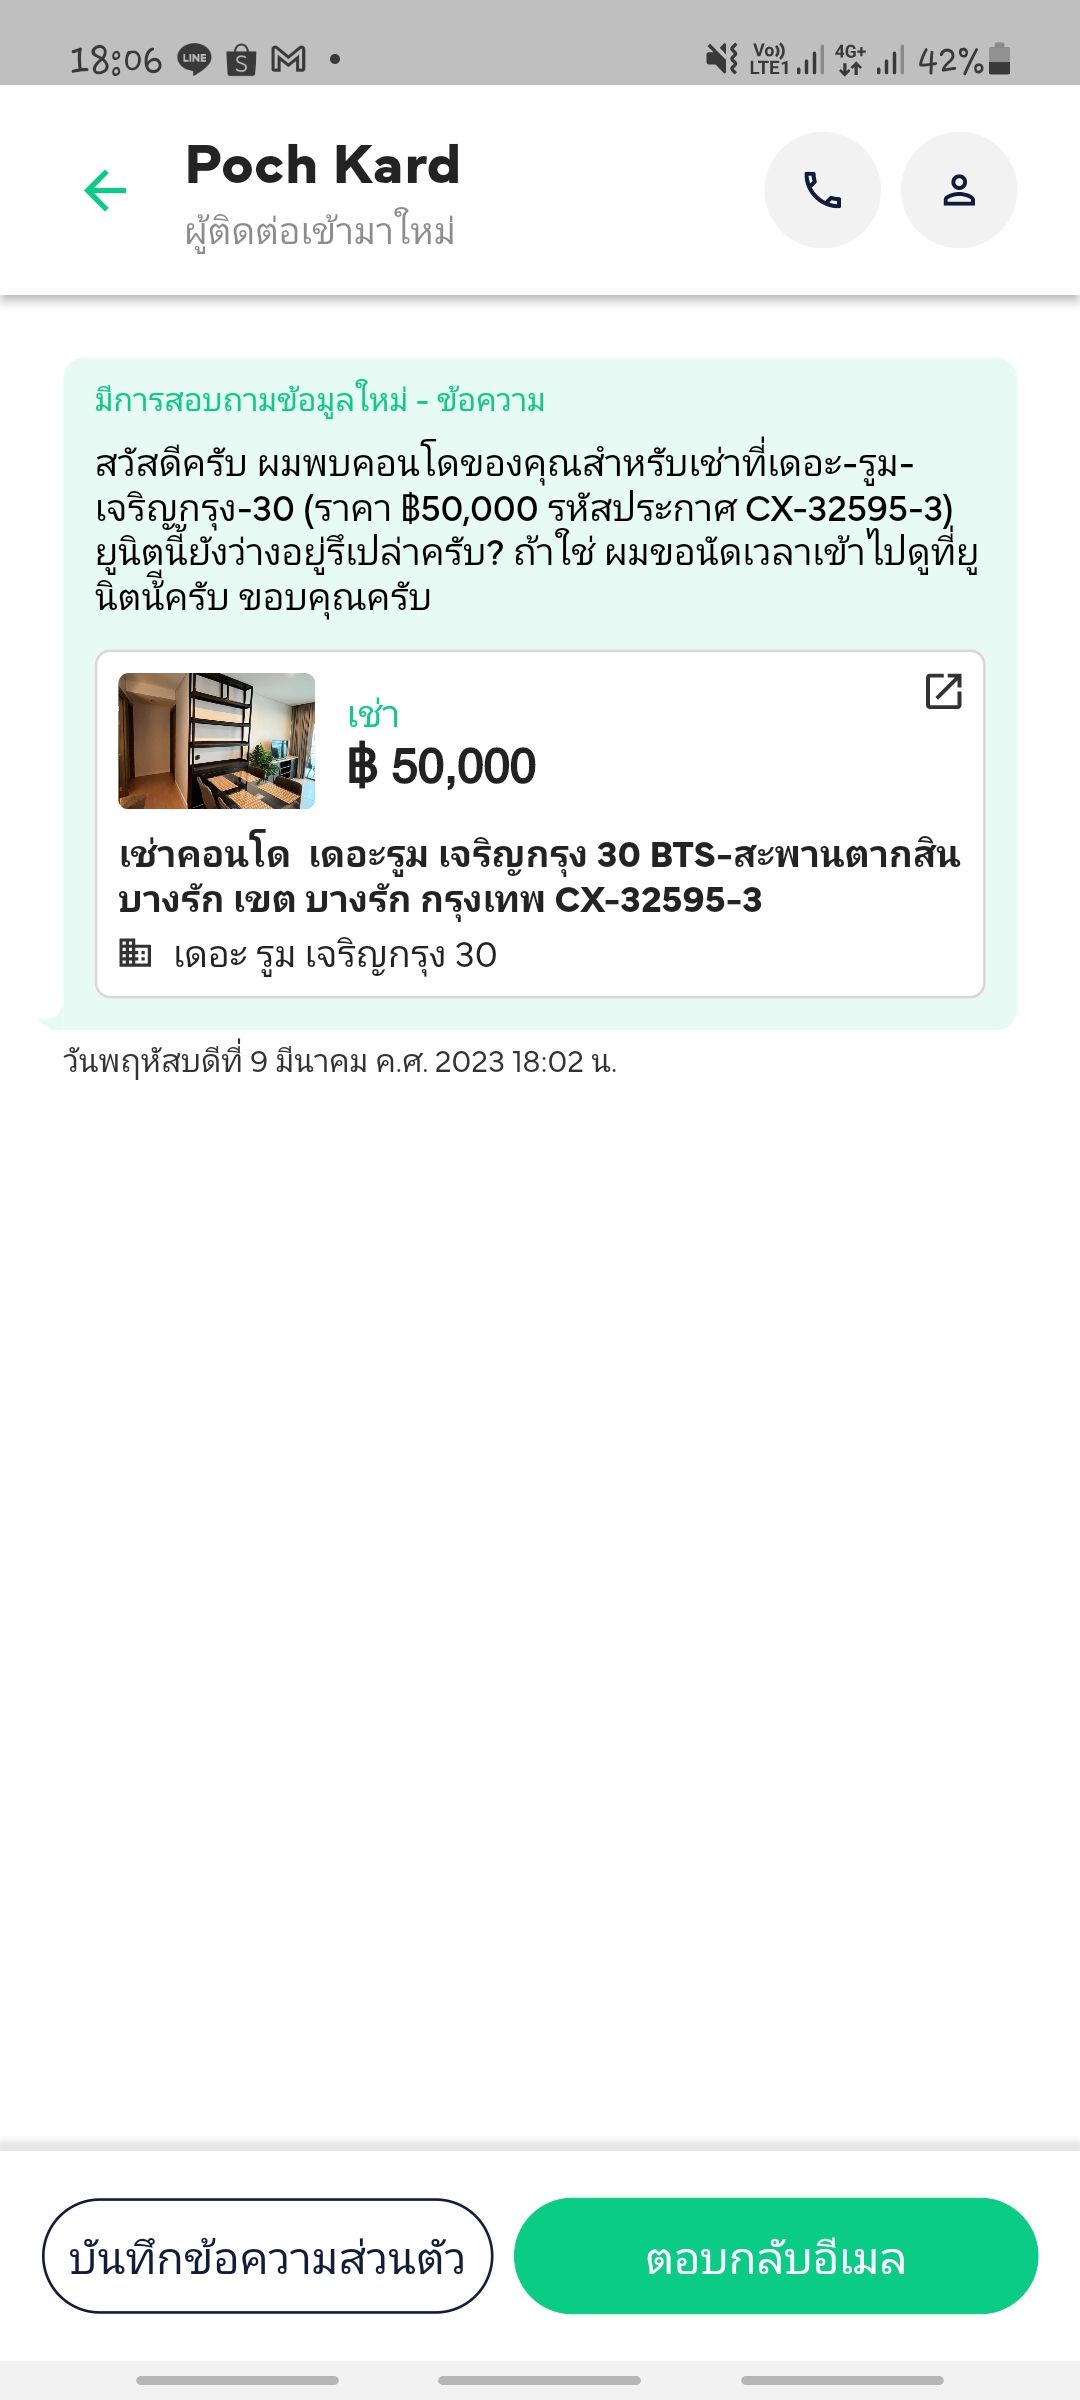 18:06 LINE S Vo)) LTE1 4G+ 42%
Poch Kard
ผู้ติดต่อเข้ามาใหม่
มีการสอบถามข้อมูลใหม่ - ข้อความ
สวัสดีครับ ผมพบคอนโดของคุณสำหรับเช่าที่เดอะ-รูม-
เจริญกรุง-30 (ราคา ฿50,000 รหัสประกาศ CX-32595-3)
ยูนิตนี้ยังว่างอยู่รึเปล่าครับ? ถ้าใช่ ผมขอนัดเวลาเข้าไปดูที่ยู
นิตน้ีครับ ขอบคุณครับ
เช่า
฿ 50,000
เช่าคอนโด เดอะรูม เจริญกรุง 30 BTS-สะพานตากสิน
บางรัก เขต บางรัก กรุงเทพ CX-32595-3
เดอะ รูม เจริญกรุง 30
วันพฤหัสบดีที่ 9 มีนาคม ค.ศ. 2023 18:02 น.
บันทึกข้อความส่วนตัว
ตอบกลับอีเมล